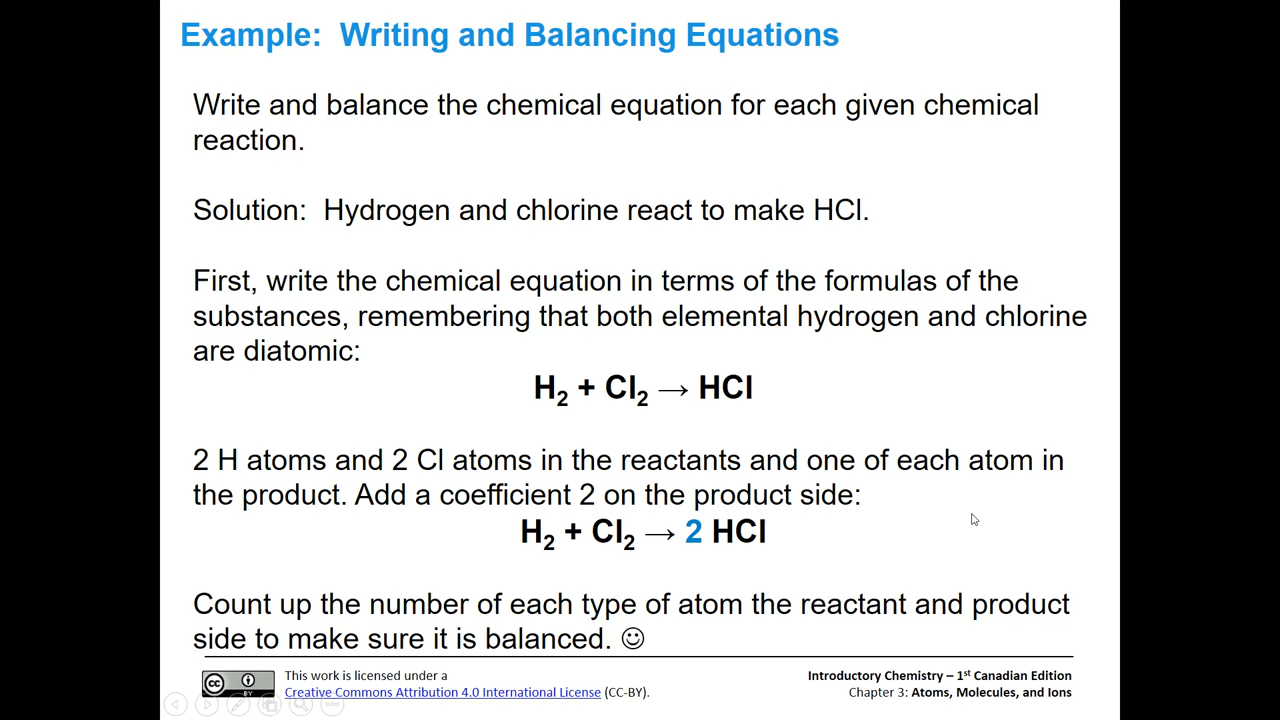 Example: Writing and Balancing Equations
Write and balance the chemical equation for each given chemical
reaction.
Solution: Hydrogen and chlorine react to make HCl.
First, write the chemical equation in terms of the formulas of the
substances, remembering that both elemental hydrogen and chlorine
are diatomic:
H₂ + Cl₂ → HCl
2 H atoms and 2 Cl atoms in the reactants and one of each atom in
the product. Add a coefficient 2 on the product side:
H₂ + Cl₂ → 2 HCl
Count up the number of each type of atom the reactant and product
side to make sure it is balanced. ☺
cc BY
This work is licensed under a
Creative Commons Attribution 4.0 International License (CC-BY).
Introductory Chemistry – 1st Canadian Edition
Chapter 3: Atoms, Molecules, and Ions